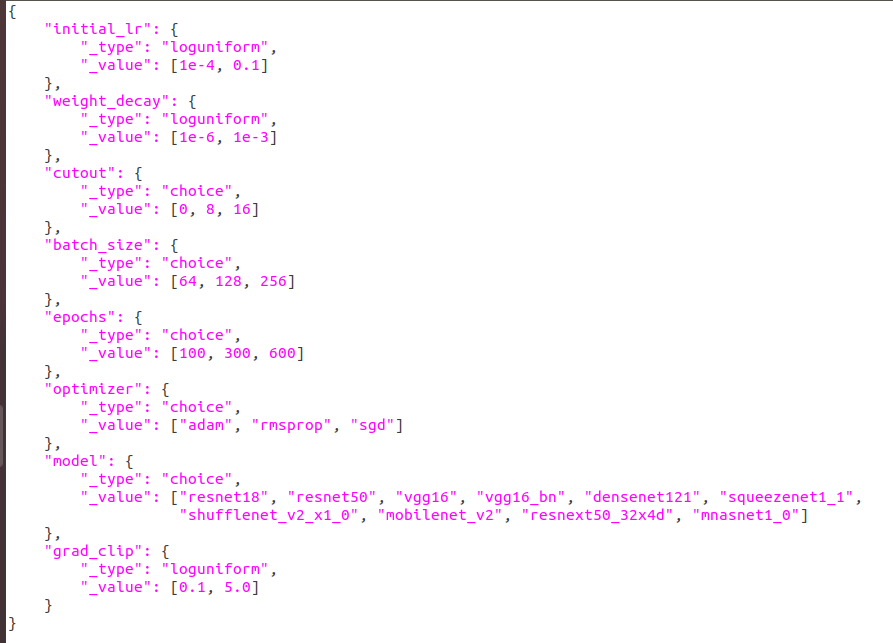 {
    "initial_lr": {
        "_type": "loguniform",
        "_value": [1e-4, 0.1]
    },
    "weight_decay": {
        "_type": "loguniform",
        "_value": [1e-6, 1e-3]
    },
    "cutout": {
        "_type": "choice",
        "_value": [0, 8, 16]
    },
    "batch_size": {
        "_type": "choice",
        "_value": [64, 128, 256]
    },
    "epochs": {
        "_type": "choice",
        "_value": [100, 300, 600]
    },
    "optimizer": {
        "_type": "choice",
        "_value": ["adam", "rmsprop", "sgd"]
    },
    "model": {
        "_type": "choice",
        "_value": ["resnet18", "resnet50", "vgg16", "vgg16_bn", "densenet121", "squeezenet1_1",
                   "shufflenet_v2_x1_0", "mobilenet_v2", "resnext50_32x4d", "mnasnet1_0"]
    },
    "grad_clip": {
        "_type": "loguniform",
        "_value": [0.1, 5.0]
    }
}